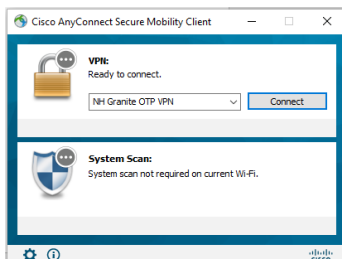 Cisco AnyConnect Secure Mobility Client
VPN:
Ready to connect.
NH Granite OTP VPN
Connect
System Scan:
System scan not required on current Wi-Fi.